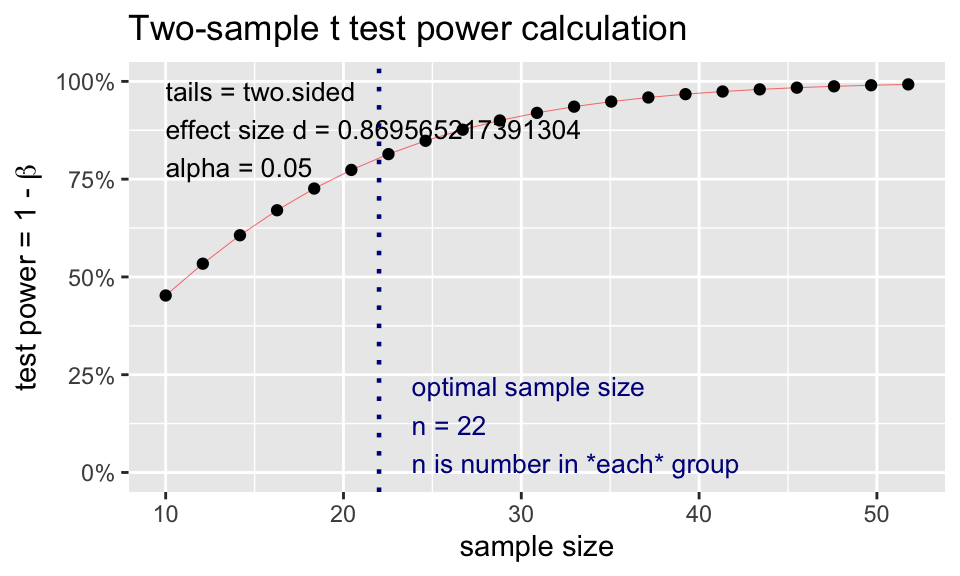 Two-sample t test power calculation
100%
75%
50%
25%
0%
test power = 1 - β
tails = two.sided
effect size d = 0.869565217391304
alpha = 0.05
optimal sample size
n = 22
n is number in *each* group
10 20 30 40 50
sample size